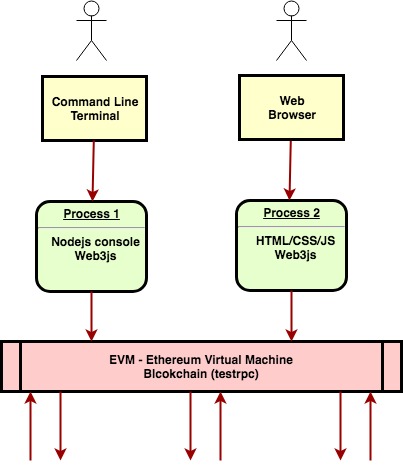 Command Line
Terminal
Web
Browser
Process 1
Nodejs console
Web3js
Process 2
HTML/CSS/JS
Web3js
EVM - Ethereum Virtual Machine
Blcokchain (testrpc)